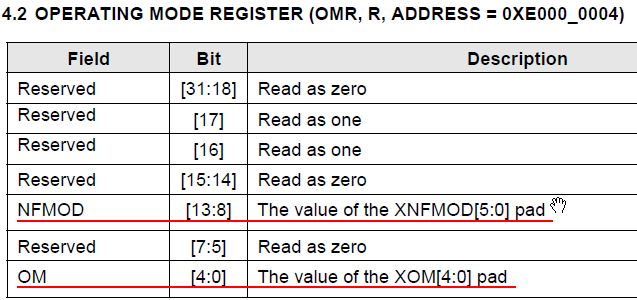 4.2 OPERATING MODE REGISTER (OMR, R, ADDRESS = 0XE000_0004)
Field Bit Description
Reserved [31:18] Read as zero
Reserved [17] Read as one
Reserved [16] Read as one
Reserved [15:14] Read as zero
NFMOD [13:8] The value of the XNFMOD[5:0] pad
Reserved [7:5] Read as zero
OM [4:0] The value of the XOM[4:0] pad